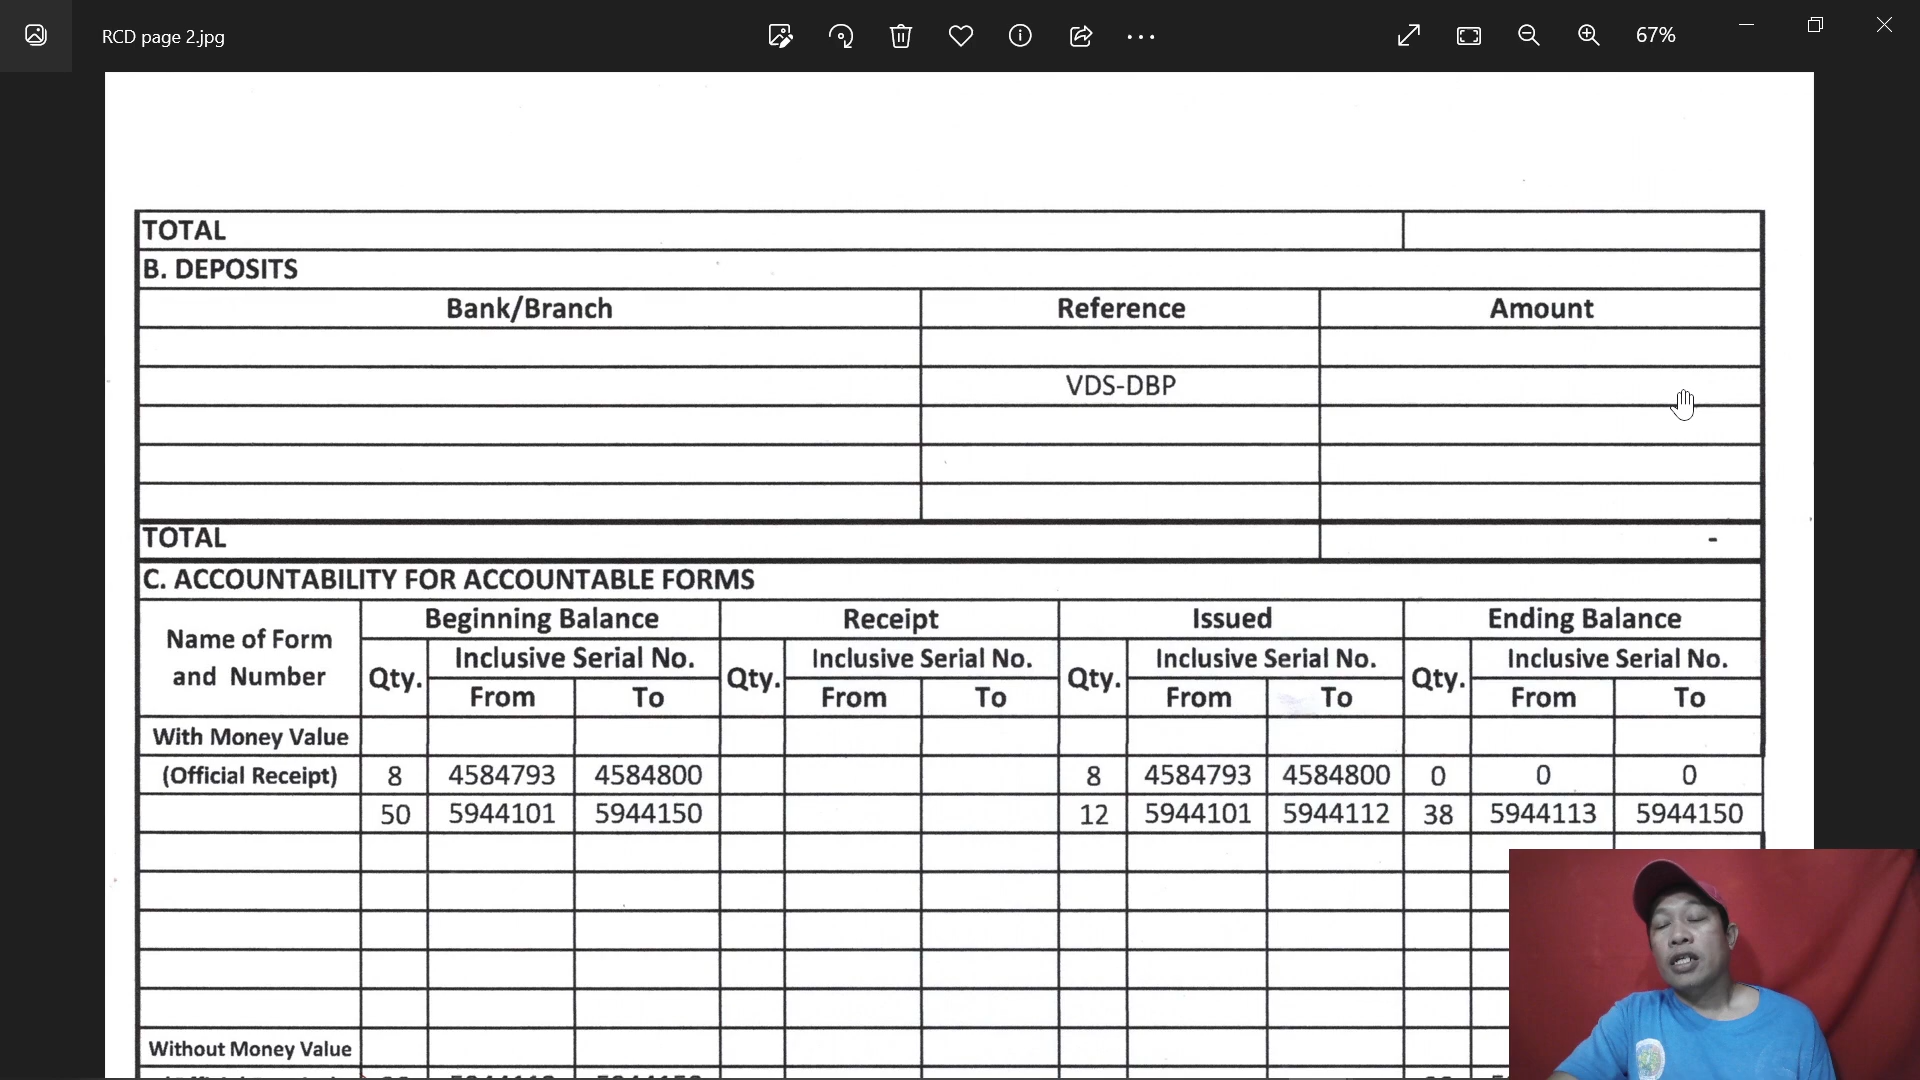 RCD page 2.jpg
67%
TOTAL
B. DEPOSITS
Bank/Branch Reference Amount
VDS-DBP
TOTAL -
C. ACCOUNTABILITY FOR ACCOUNTABLE FORMS
Name of Form and Number Beginning Balance Receipt Issued Ending Balance
Qty. Inclusive Serial No. Qty. Inclusive Serial No. Qty. Inclusive Serial No. Qty. Inclusive Serial No.
From To From To From To From To
With Money Value
(Official Receipt) 8 4584793 4584800 8 4584793 4584800 0 0 0
50 5944101 5944150 12 5944101 5944112 38 5944113 5944150
Without Money Value